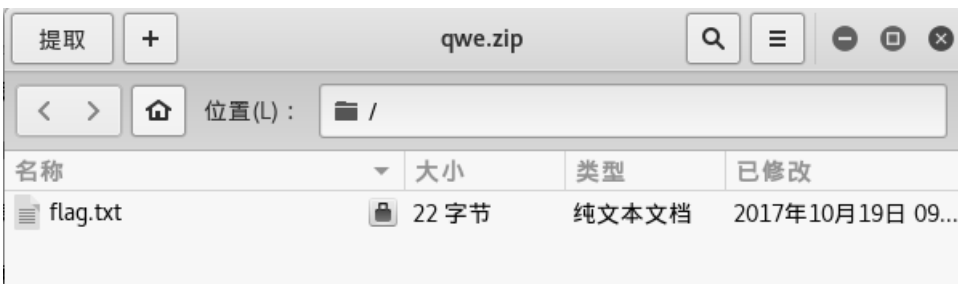 提取 + qwe.zip
位置(L)： /
名称 大小 类型 已修改
flag.txt 22 字节 纯文本文档 2017年10月19日 09...